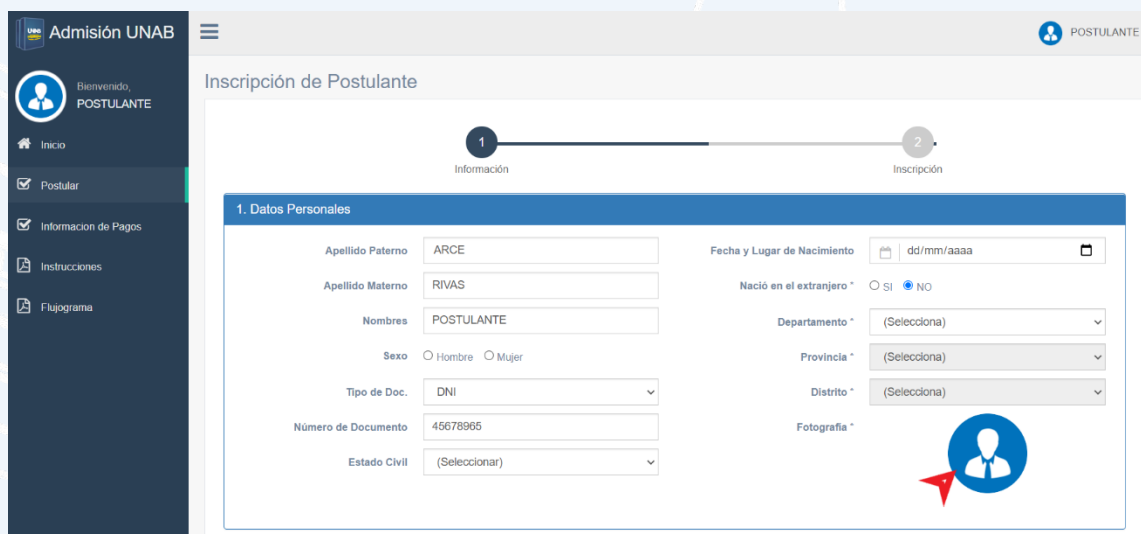 UNAB
Admisión UNAB
POSTULANTE
Bienvenido,
POSTULANTE
Inicio
Postular
Informacion de Pagos
Instrucciones
Flujograma
Inscripción de Postulante
1
Información
2
Inscripción
1. Datos Personales
Apellido Paterno ARCE
Apellido Materno RIVAS
Nombres POSTULANTE
Sexo Hombre Mujer
Tipo de Doc. DNI
Número de Documento 45678965
Estado Civil (Seleccionar)
Fecha y Lugar de Nacimiento dd/mm/aaaa
Nació en el extranjero * SI NO
Departamento * (Selecciona)
Provincia * (Selecciona)
Distrito * (Selecciona)
Fotografía *